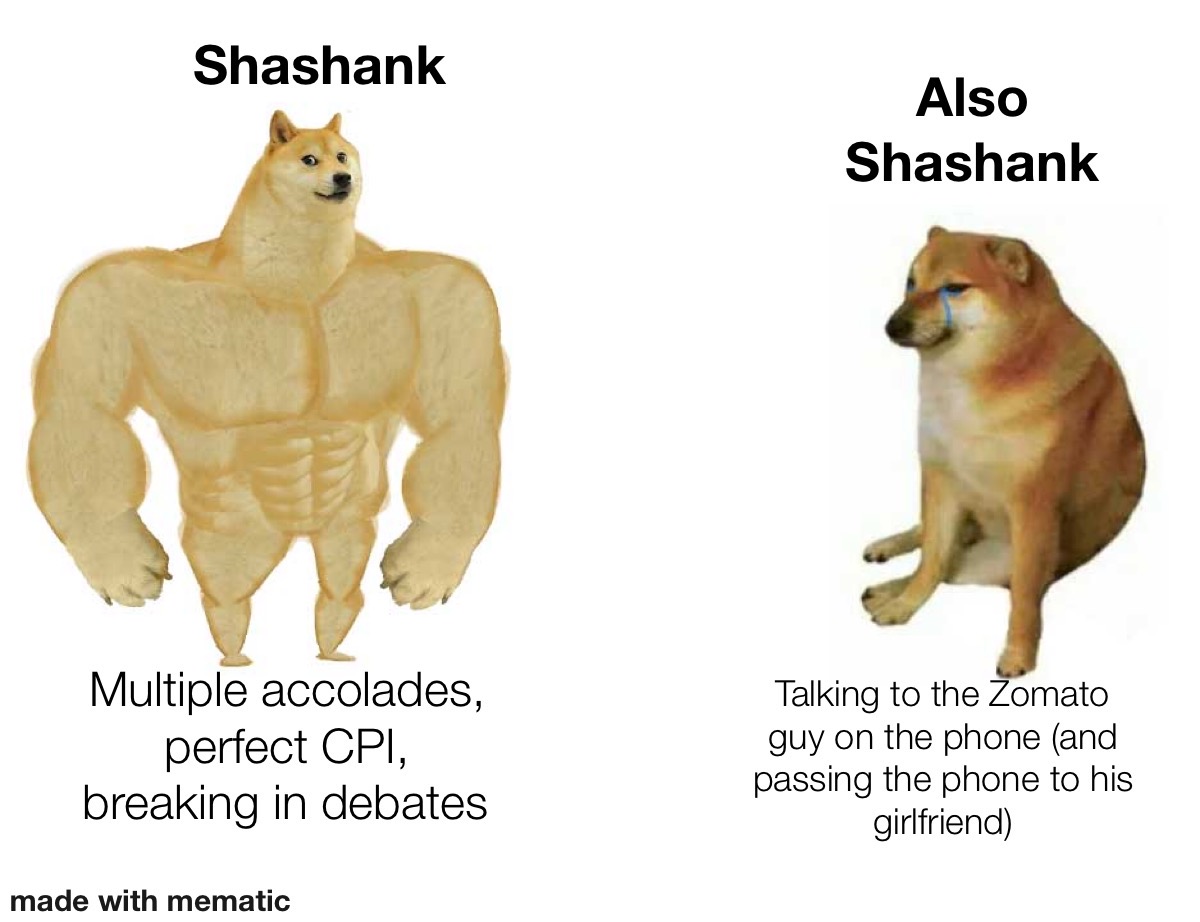 Shashank
Also
Shashank
Multiple accolades,
perfect CPI,
breaking in debates
Talking to the Zomato
guy on the phone (and
passing the phone to his
girlfriend)
made with mematic